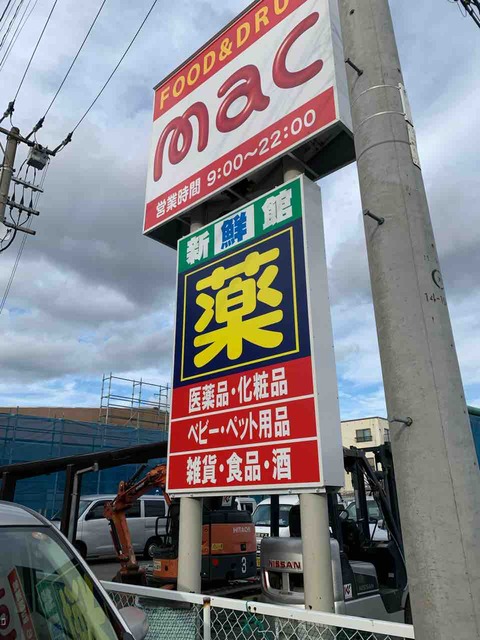 FOOD&DRU
mac
営業時間 9:00～22:00
新鮮館
薬
医薬品・化粧品
ベビー・ペット用品
雑貨・食品・酒
HITACHI
3
NISSAN